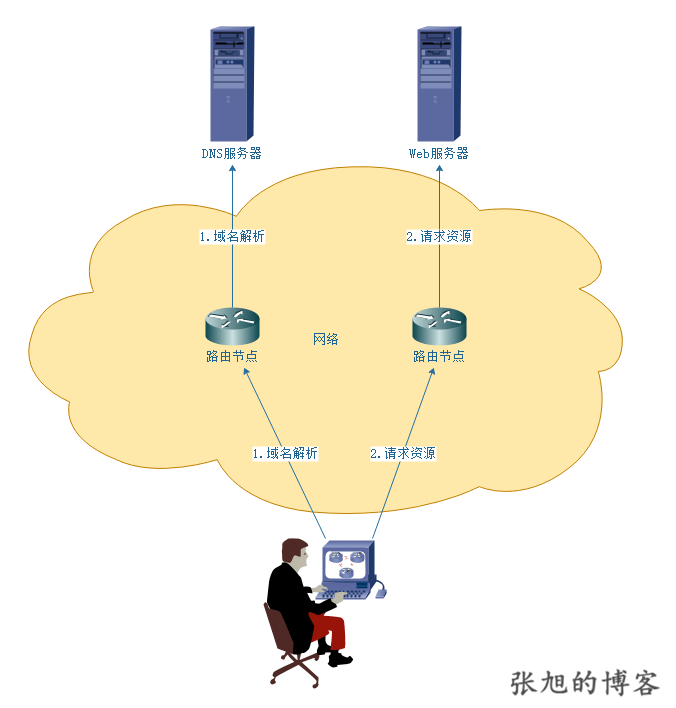 DNS服务器
Web服务器
1.域名解析
2.请求资源
网络
路由节点
路由节点
1.域名解析
2.请求资源
张旭的博客